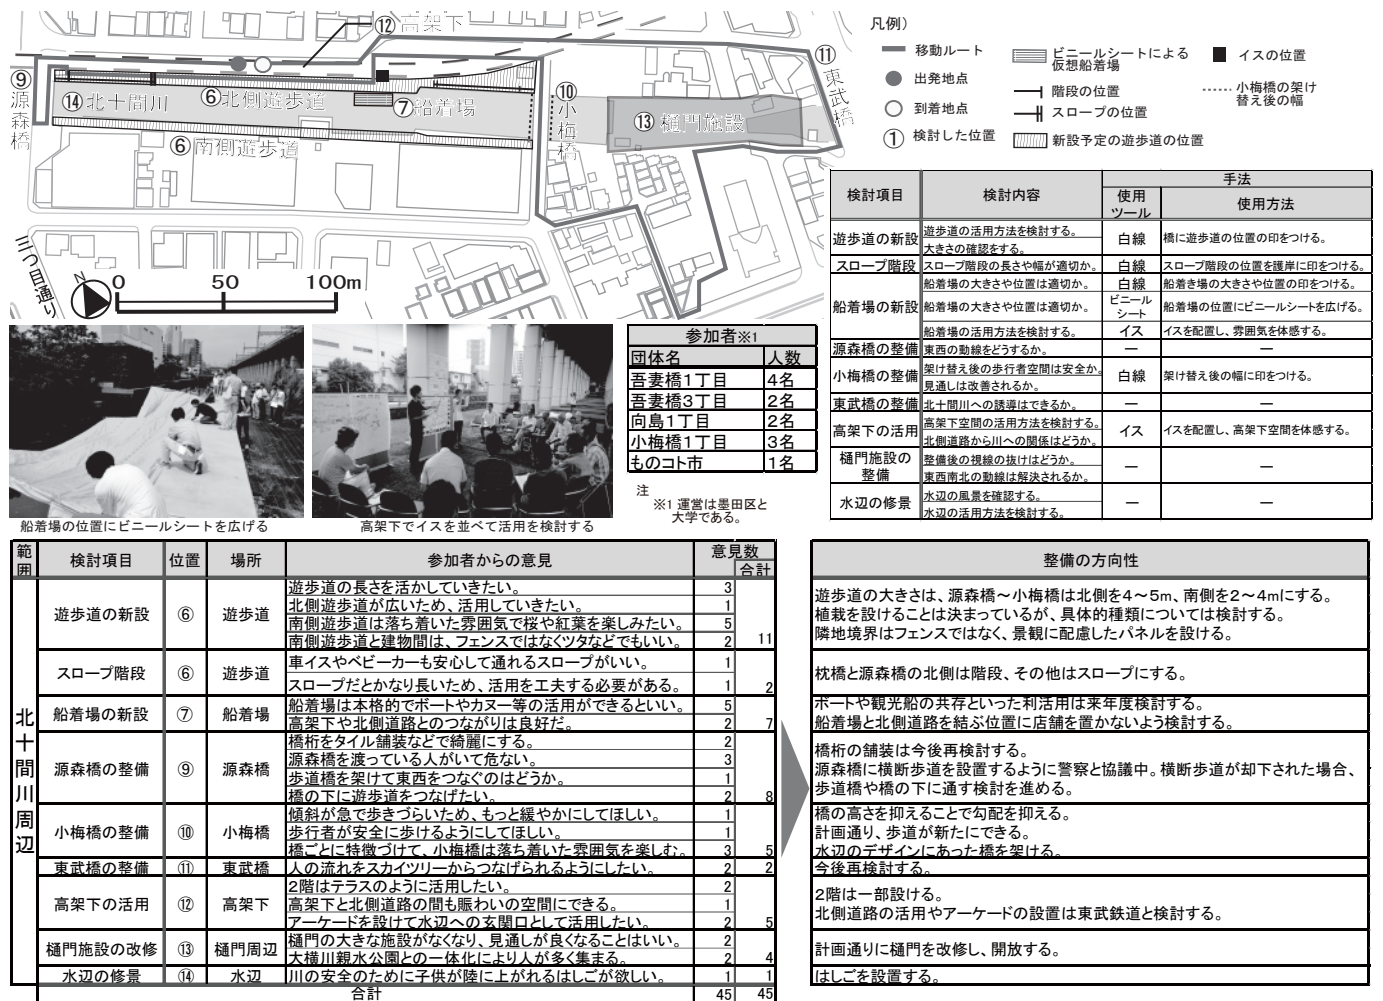 ⑫高架下
⑨源森橋
⑭北十間川
⑥北側遊歩道
⑦船着場
⑥南側遊歩道
⑩小梅橋
⑬樋門施設
⑪東武橋
三つ目通り
N
0 50 100m
凡例）
移動ルート
出発地点
到着地点
① 検討した位置
ビニールシートによる
仮想船着場
階段の位置
スロープの位置
新設予定の遊歩道の位置
イスの位置
小梅橋の架け
替え後の幅
検討項目 検討内容 手法
使用ツール 使用方法
遊歩道の新設 遊歩道の活用方法を検討する。 白線 橋に遊歩道の位置の印をつける。
大きさの確認をする。
スロープ階段 スロープ階段の長さや幅が適切か。 白線 スロープ階段の位置を護岸に印をつける。
船着場の新設 船着場の大きさや位置は適切か。 白線 船着き場の大きさや位置の印をつける。
船着場の大きさや位置は適切か。 ビニールシート 船着場の位置にビニールシートを広げる。
船着場の活用方法を検討する。 イス イスを配置し、雰囲気を体感する。
源森橋の整備 東西の動線をどうするか。 ー ー
小梅橋の整備 架け替え後の歩行者空間は安全か。 白線 架け替え後の幅に印をつける。
見通しは改善されるか。
東武橋の整備 北十間川への誘導はできるか。 ー ー
高架下の活用 高架下空間の活用方法を検討する。 イス イスを配置し、高架下空間を体感する。
北側道路から川への関係はどうか。
樋門施設の整備 整備後の視線の抜けはどうか。 ー ー
東西南北の動線は解決されるか。
水辺の修景 水辺の風景を確認する。 ー ー
水辺の活用方法を検討する。
船着場の位置にビニールシートを広げる
高架下でイスを並べて活用を検討する
参加者※1
団体名 人数
吾妻橋１丁目 4名
吾妻橋３丁目 2名
向島１丁目 2名
小梅橋１丁目 3名
ものコト市 1名
注
※1 運営は墨田区と
大学である。
範囲 検討項目 位置 場所 参加者からの意見 意見数 合計
北十間川周辺
遊歩道の新設 ⑥ 遊歩道 遊歩道の長さを活かしていきたい。 3
北側遊歩道が広いため、活用していきたい。 1
南側遊歩道は落ち着いた雰囲気で桜や紅葉を楽しみたい。 5
南側遊歩道と建物間は、フェンスではなくツタなどでもいい。 2 11
スロープ階段 ⑥ 遊歩道 車イスやベビーカーも安心して通れるスロープがいい。 1
スロープだとかなり長いため、活用を工夫する必要がある。 1 2
船着場の新設 ⑦ 船着場 船着場は本格的でボートやカヌー等の活用ができるといい。 5
高架下や北側道路とのつながりは良好だ。 2 7
源森橋の整備 ⑨ 源森橋 橋桁をタイル舗装などで綺麗にする。 2
源森橋を渡っている人がいて危ない。 3
歩道橋を架けて東西をつなぐのはどうか。 1
橋の下に遊歩道をつなげたい。 2 8
小梅橋の整備 ⑩ 小梅橋 傾斜が急で歩きづらいため、もっと緩やかにしてほしい。 1
歩行者が安全に歩けるようにしてほしい。 1
橋ごとに特徴づけて、小梅橋は落ち着いた雰囲気を楽しむ。 3 5
東武橋の整備 ⑪ 東武橋 人の流れをスカイツリーからつなげられるようにしたい。 2 2
高架下の活用 ⑫ 高架下 2階はテラスのように活用したい。 2
高架下と北側道路の間も賑わいの空間にできる。 1
アーケードを設けて水辺への玄関口として活用したい。 2 5
樋門施設の改修 ⑬ 樋門周辺 樋門の大きな施設がなくなり、見通しが良くなることはいい。 2
大横川親水公園との一体化により人が多く集まる。 2 4
水辺の修景 ⑭ 水辺 川の安全のために子供が陸に上がれるはしごが欲しい。 1 1
合計 45 45
整備の方向性
遊歩道の大きさは、源森橋～小梅橋は北側を4～5m、南側を2～4mにする。
植栽を設けることは決まっているが、具体的種類については検討する。
隣地境界はフェンスではなく、景観に配慮したパネルを設ける。
枕橋と源森橋の北側は階段、その他はスロープにする。
ボートや観光船の共存といった利活用は来年度検討する。
船着場と北側道路を結ぶ位置に店舗を置かないよう検討する。
橋桁の舗装は今後再検討する。
源森橋に横断歩道を設置するように警察と協議中。横断歩道が却下された場合、
歩道橋や橋の下に通す検討を進める。
橋の高さを抑えることで勾配を抑える。
計画通り、歩道が新たにできる。
水辺のデザインにあった橋を架ける。
今後再検討する。
2階は一部設ける。
北側道路の活用やアーケードの設置は東武鉄道と検討する。
計画通りに樋門を改修し、開放する。
はしごを設置する。